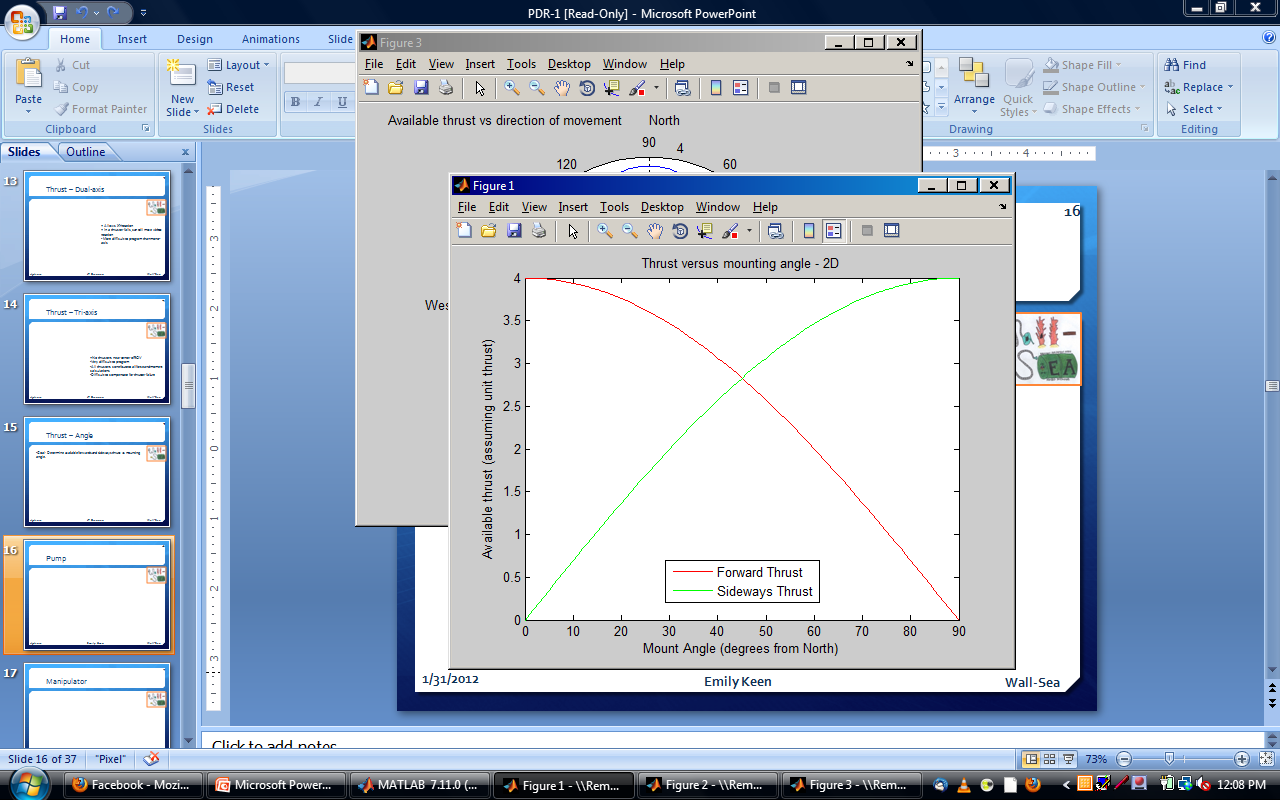 PDR-1 [Read-Only] - Microsoft PowerPoint
Home Insert Design Animations Slide
Paste Cut Copy Format Painter
Clipboard
New Slide Layout Reset Delete
Slides
B I U
Arrange Quick Styles Shape Fill Shape Outline Shape Effects
Drawing
Find Replace Select
Editing
Slides Outline
13
Thrust – Dual-axis
14
Thrust – Tri-axis
15
Thrust – Angle
16
Pump
17
Manipulator
Figure 3
File Edit View Insert Tools Desktop Window Help
Available thrust vs direction of movement North
90
4
120
60
Wes
Figure 1
File Edit View Insert Tools Desktop Window Help
Thrust versus mounting angle - 2D
Available thrust (assuming unit thrust)
4
3.5
3
2.5
2
1.5
1
0.5
0
Forward Thrust
Sideways Thrust
0 10 20 30 40 50 60 70 80 90
Mount Angle (degrees from North)
16
SEA
1/31/2012 Emily Keen Wall-Sea
Click to add notes
Slide 16 of 37 "Pixel" 73%
Facebook - Mozi... Microsoft Power... MATLAB 7.11.0 (... Figure 1 - \\Rem... Figure 2 - \\Rem... Figure 3 - \\Rem... 12:08 PM